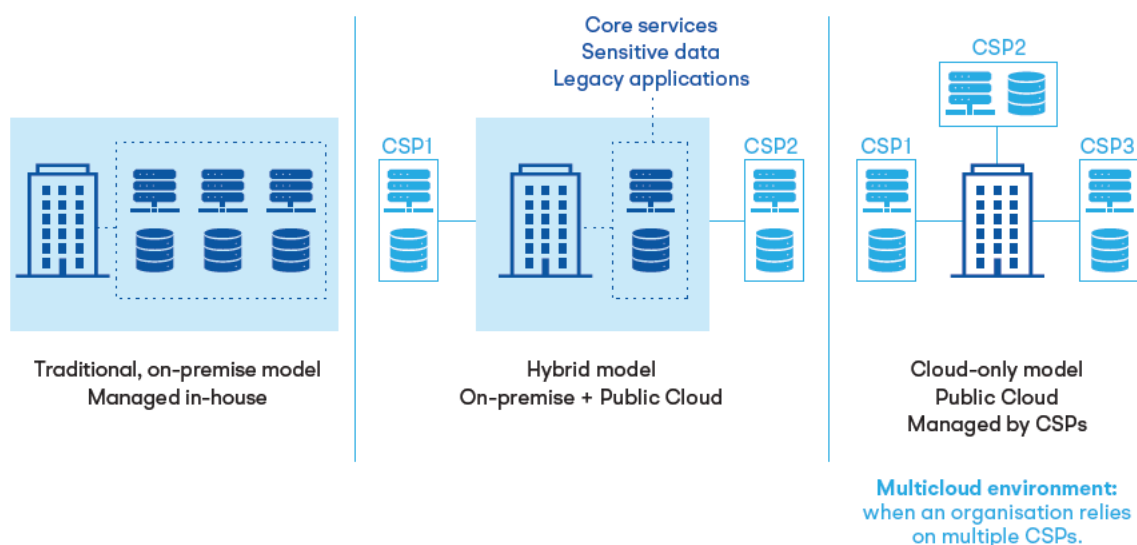 Core services
Sensitive data
Legacy applications
CSP1
CSP2
CSP2
CSP1
CSP3
Traditional, on-premise model
Managed in-house
Hybrid model
On-premise + Public Cloud
Cloud-only model
Public Cloud
Managed by CSPs
Multicloud environment:
when an organisation relies
on multiple CSPs.